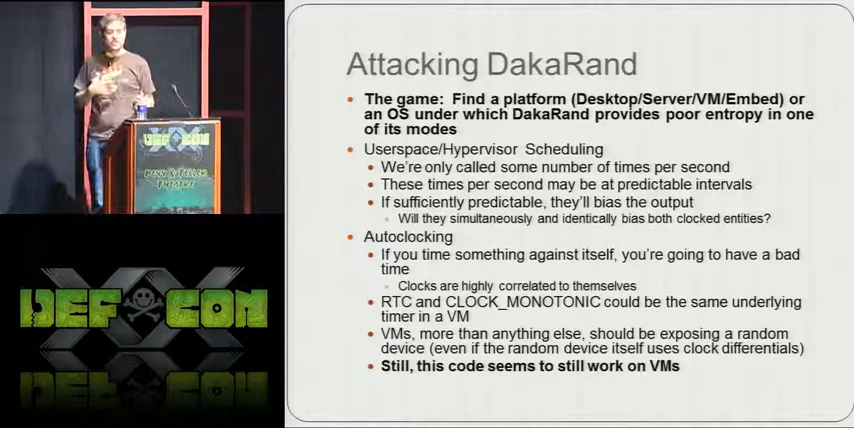 Attacking DakaRand
• The game: Find a platform (Desktop/Server/VM/Embed) or
an OS under which DakaRand provides poor entropy in one
of its modes
• Userspace/Hypervisor Scheduling
• We're only called some number of times per second
• These times per second may be at predictable intervals
• If sufficiently predictable, they'll bias the output
• Will they simultaneously and identically bias both clocked entities?
• Autoclocking
• If you time something against itself, you're going to have a bad
time
• Clocks are highly correlated to themselves
• RTC and CLOCK_MONOTONIC could be the same underlying
timer in a VM
• VMs, more than anything else, should be exposing a random
device (even if the random device itself uses clock differentials)
• Still, this code seems to still work on VMs
DEF CON
PENN & TELLER
THEATRE
XX
DEF CON